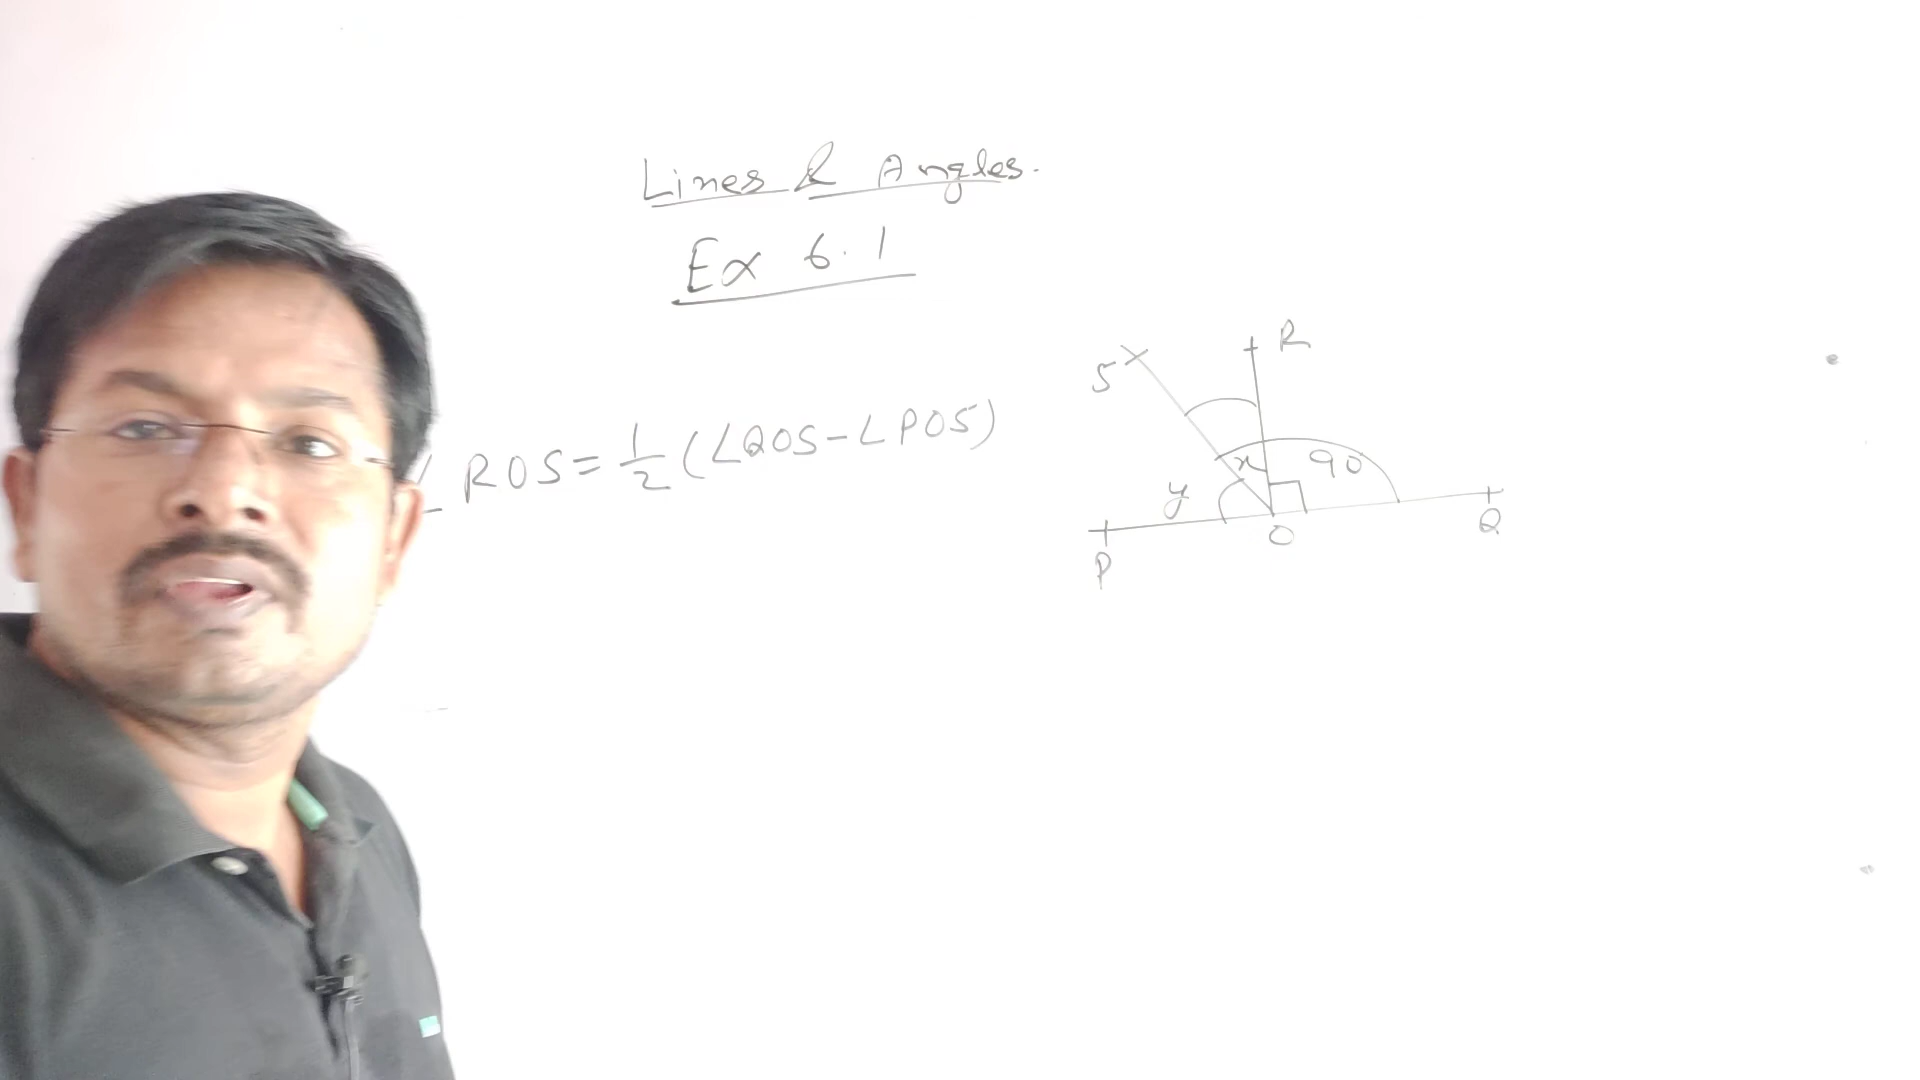 Lines & Angles.
Ex 6.1
∠ROS = 1/2 (∠QOS - ∠POS)
R
S
x
90
y
O
Q
P